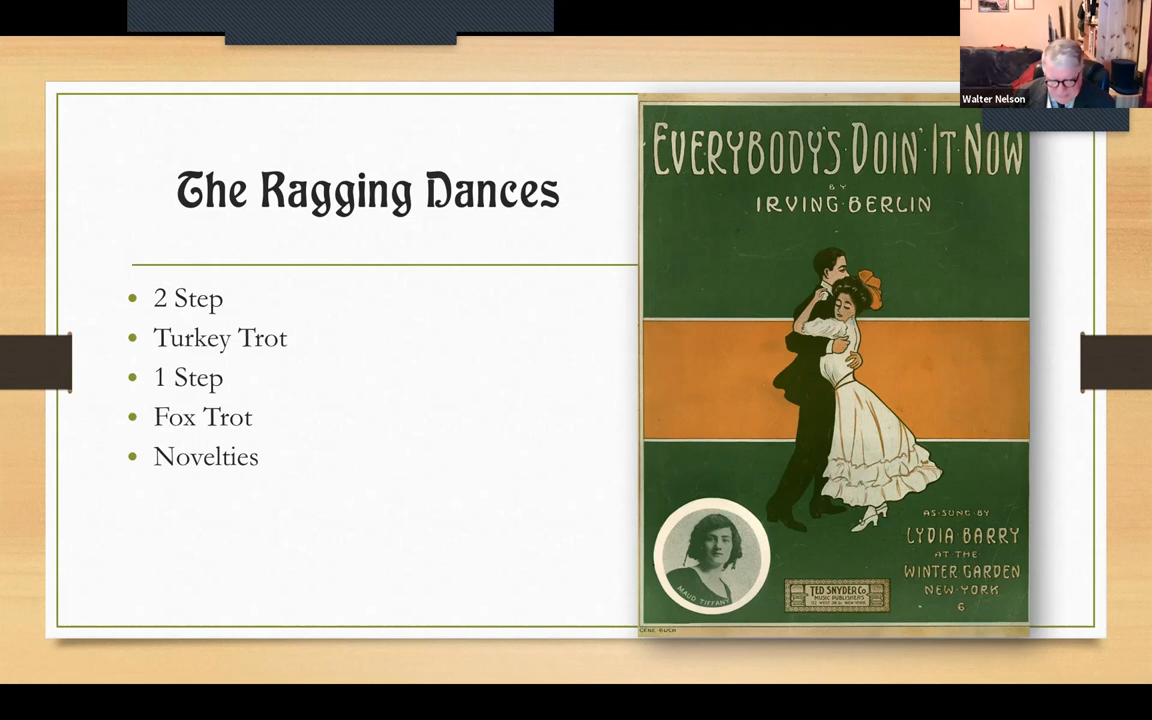 The Ragging Dances
2 Step
Turkey Trot
1 Step
Fox Trot
Novelties
EVERYBODY'S DOIN' IT NOW
BY
IRVING BERLIN
AS·SUNG·BY
LYDIA BARRY
AT·THE
WINTER GARDEN
NEW·YORK
6
MAUD TIFFANY
TED SNYDER CO.
MUSIC PUBLISHERS
Walter Nelson